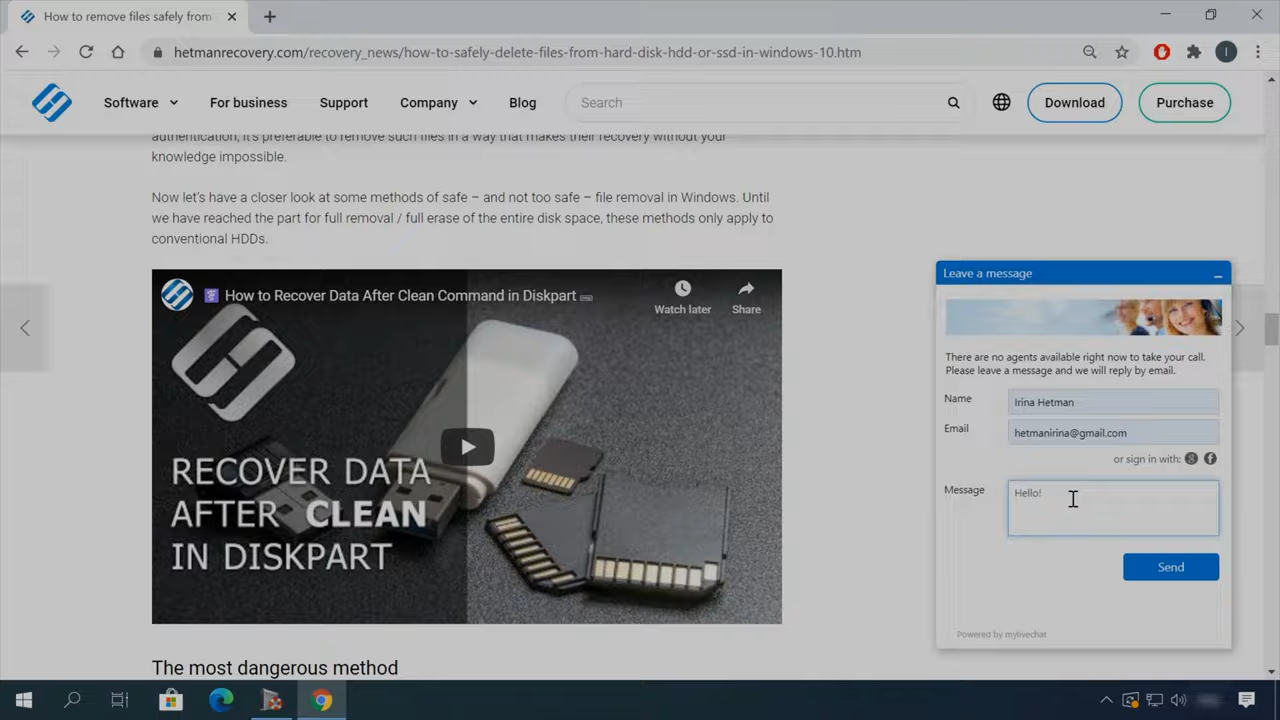 How to remove files safely from
hetmanrecovery.com/recovery_news/how-to-safely-delete-files-from-hard-disk-hdd-or-ssd-in-windows-10.htm
I
Software
For business
Support
Company
Blog
Search
Download
Purchase
authentication, it's preferable to remove such files in a way that makes their recovery without your
knowledge impossible.
Now let's have a closer look at some methods of safe – and not too safe – file removal in Windows. Until
we have reached the part for full removal / full erase of the entire disk space, these methods only apply to
conventional HDDs.
How to Recover Data After Clean Command in Diskpart
Watch later
Share
RECOVER DATA
AFTER CLEAN
IN DISKPART
The most dangerous method
Leave a message
There are no agents available right now to take your call.
Please leave a message and we will reply by email.
Name
Irina Hetman
Email
hetmanirina@gmail.com
or sign in with:
Message
Hello!
Send
Powered by mylivechat